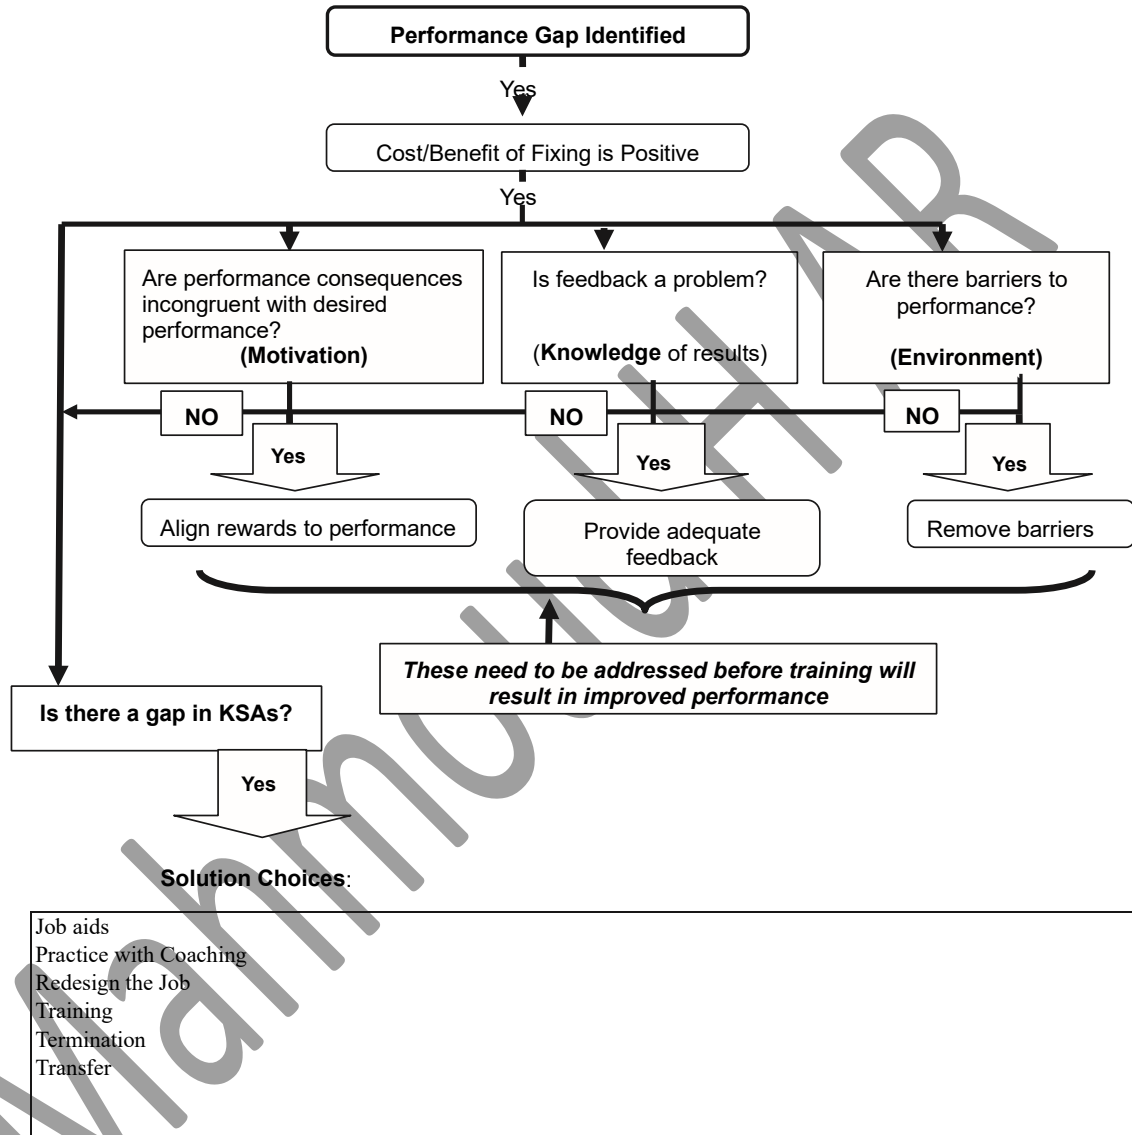 Performance Gap Identified
Yes
Cost/Benefit of Fixing is Positive
Yes
Are performance consequences
incongruent with desired
performance?
(Motivation)
Is feedback a problem?
(Knowledge of results)
Are there barriers to
performance?
(Environment)
NO
NO
NO
Yes
Yes
Yes
Align rewards to performance
Provide adequate
feedback
Remove barriers
These need to be addressed before training will
result in improved performance
Is there a gap in KSAs?
Yes
Solution Choices:
Job aids
Practice with Coaching
Redesign the Job
Training
Termination
Transfer